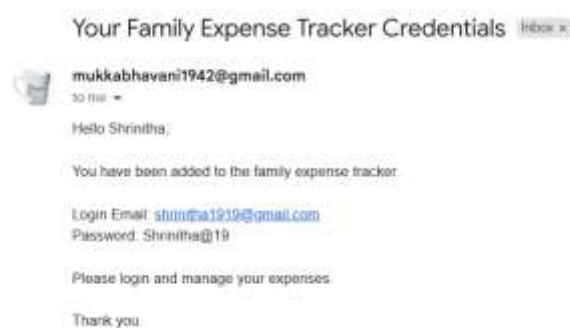 Your Family Expense Tracker Credentials Inbox x
mukkabhavani1942@gmail.com
to me
Hello Shrinitha,
You have been added to the family expense tracker.
Login Email: shrinitha1919@gmail.com
Password: Shrinitha@19
Please login and manage your expenses.
Thank you